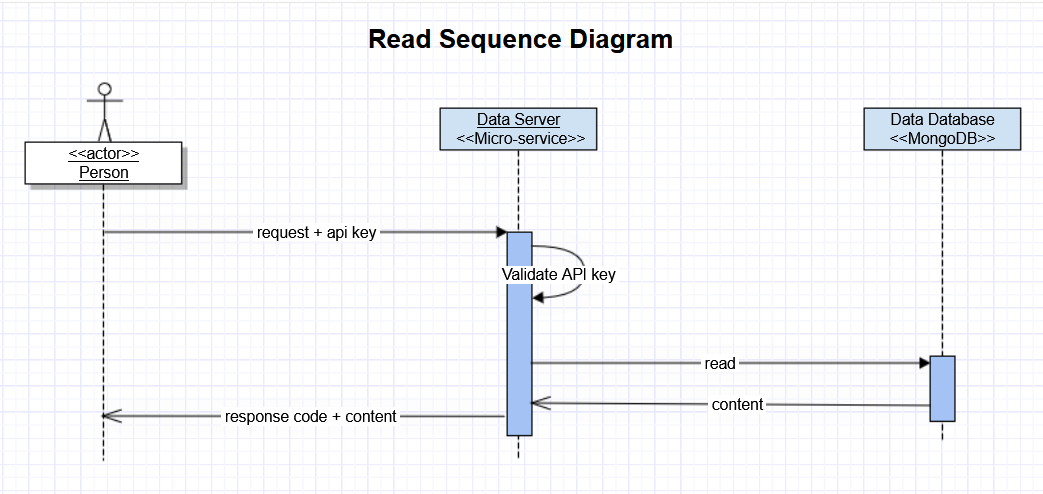 Read Sequence Diagram
<<actor>>
Person
Data Server
<<Micro-service>>
Data Database
<<MongoDB>>
request + api key
Validate API key
read
content
response code + content